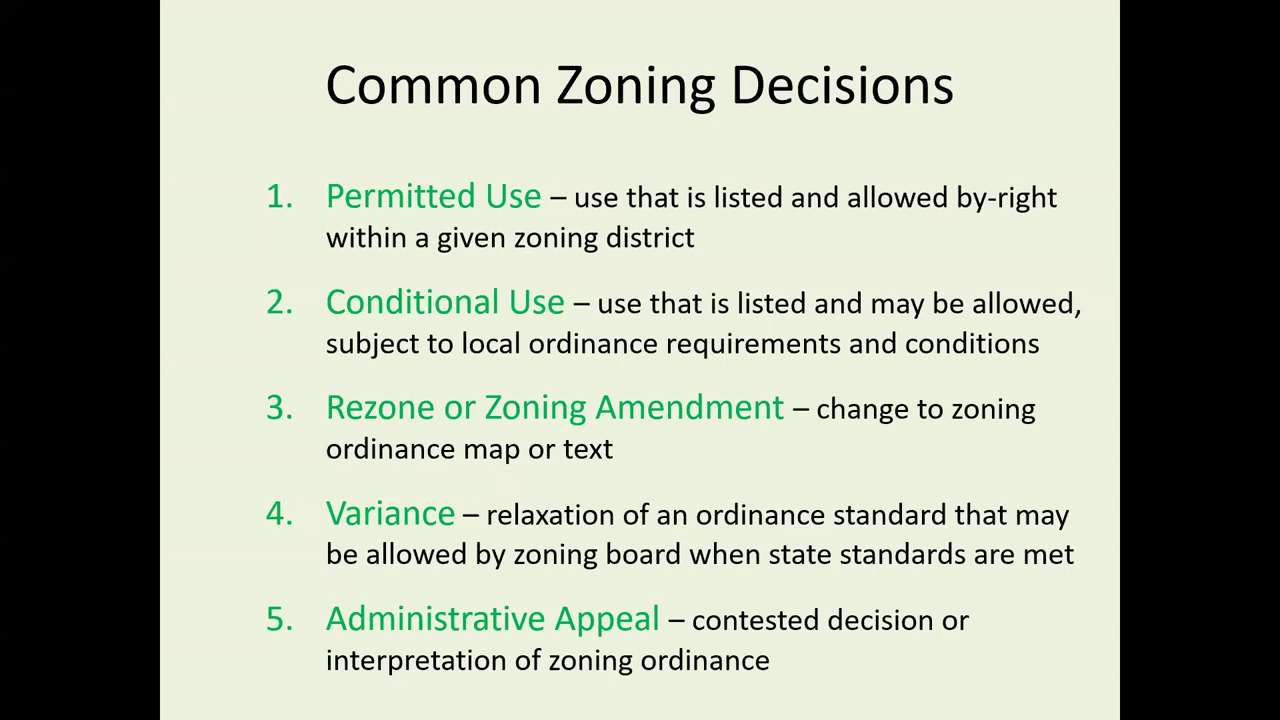 Common Zoning Decisions
1. Permitted Use – use that is listed and allowed by-right
within a given zoning district
2. Conditional Use – use that is listed and may be allowed,
subject to local ordinance requirements and conditions
3. Rezone or Zoning Amendment – change to zoning
ordinance map or text
4. Variance – relaxation of an ordinance standard that may
be allowed by zoning board when state standards are met
5. Administrative Appeal – contested decision or
interpretation of zoning ordinance